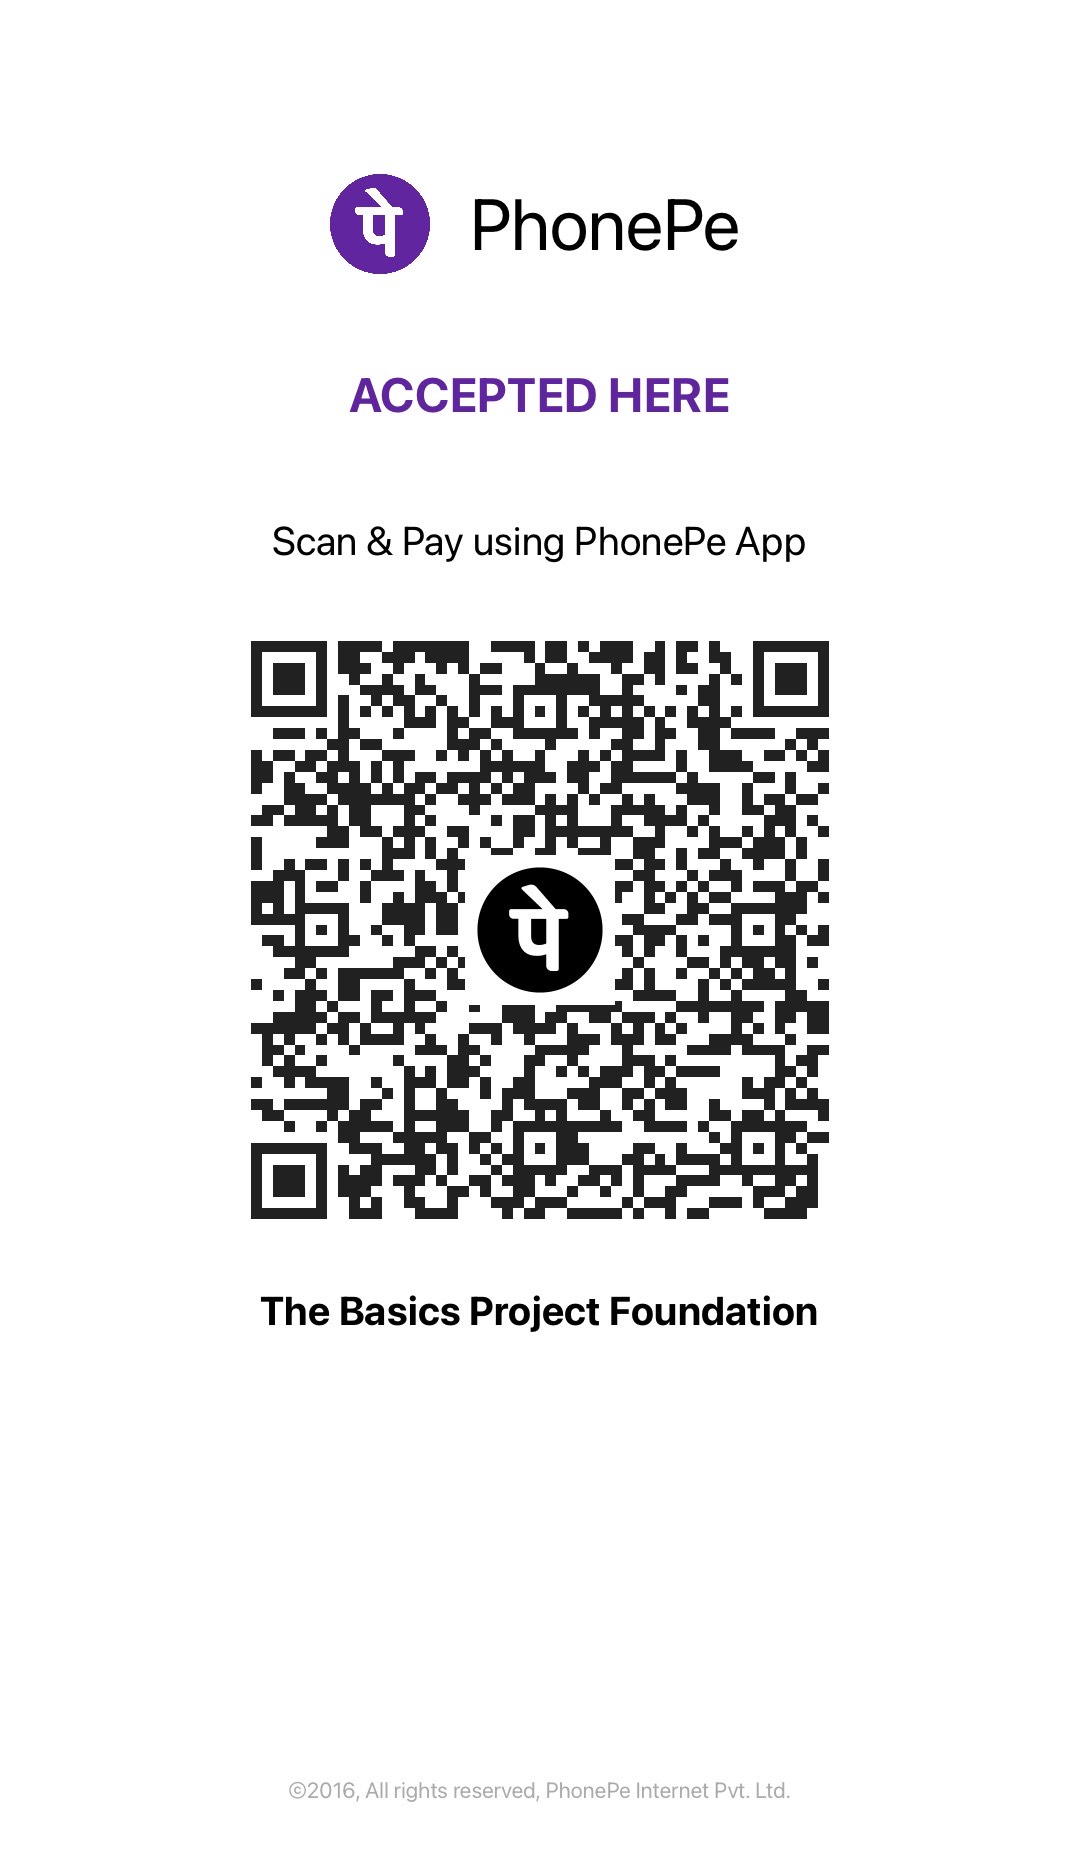 पे PhonePe
ACCEPTED HERE
Scan & Pay using PhonePe App
पे
The Basics Project Foundation
©2016, All rights reserved, PhonePe Internet Pvt. Ltd.